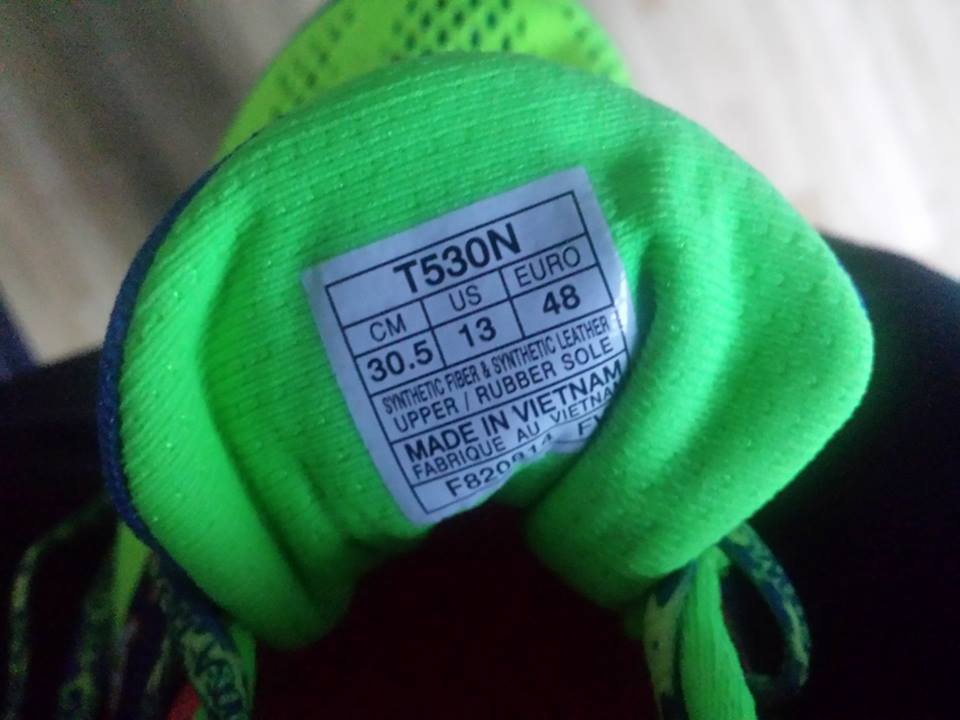 T530N
CM US EURO
30.5 13 48
SYNTHETIC FIBER & SYNTHETIC LEATHER
UPPER / RUBBER SOLE
MADE IN VIETNAM
FABRIQUE AU VIETNA